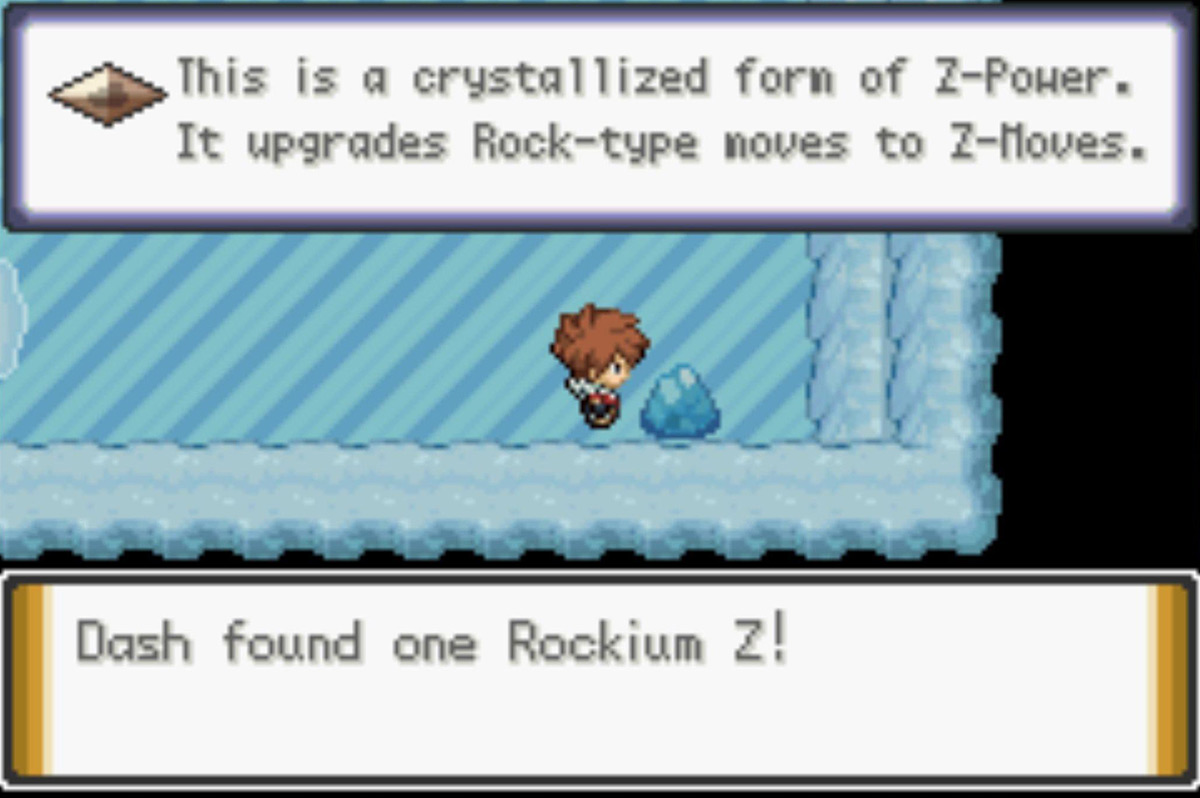 This is a crystallized form of Z-Power.
It upgrades Rock-type moves to Z-Moves.
Dash found one Rockium Z!